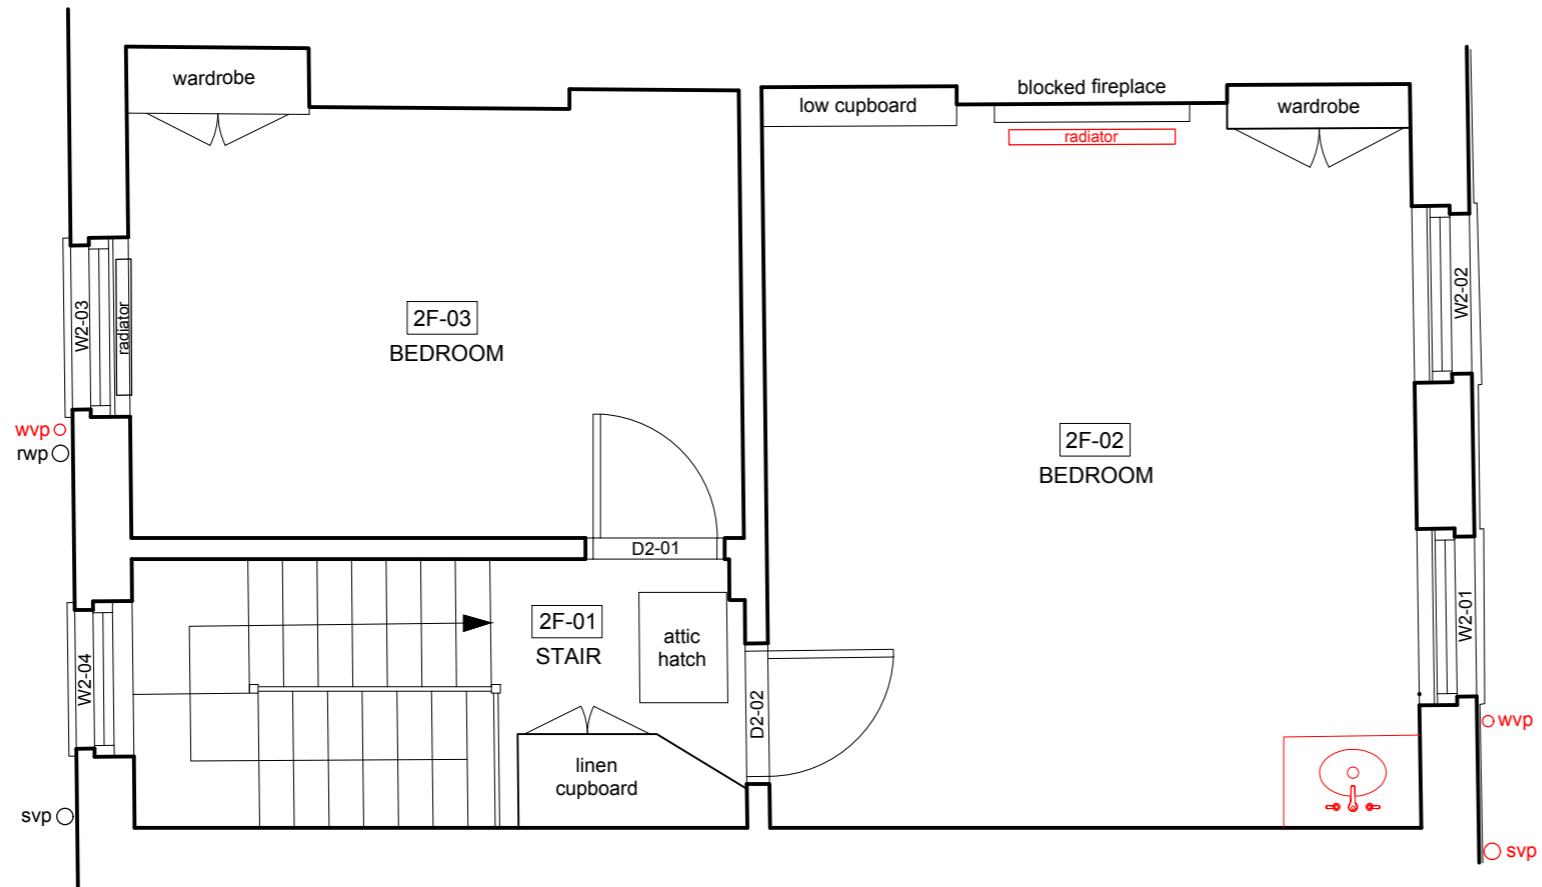 wardrobe
blocked fireplace
low cupboard
wardrobe
radiator
W2-03
radiator
2F-03
BEDROOM
W2-02
wvp
rwp
2F-02
BEDROOM
D2-01
2F-01
STAIR
attic
hatch
W2-01
W2-04
D2-02
wvp
linen
cupboard
svp
svp